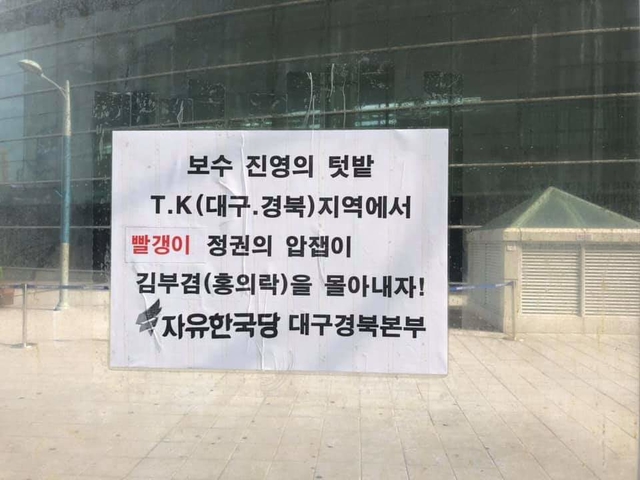 보수 진영의 텃밭
T.K(대구.경북)지역에서
빨갱이 정권의 압잽이
김부겸(홍의락)을 몰아내자!
자유한국당 대구경북본부